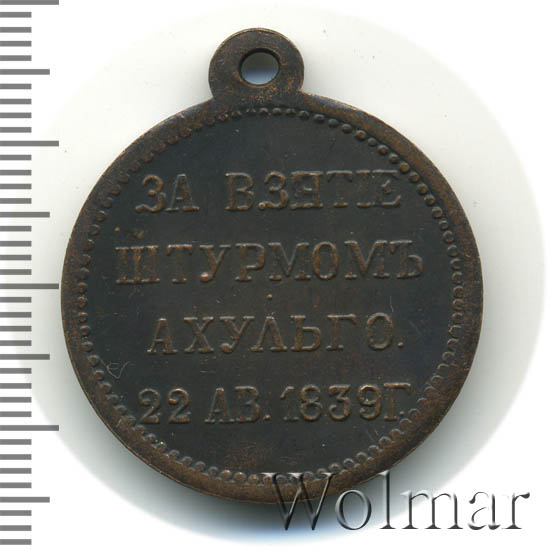 ЗА ВЗЯТІЕ
ШТУРМОМЪ
АХУЛЬГО.
22 АВ. 1839 Г.
Wolmar